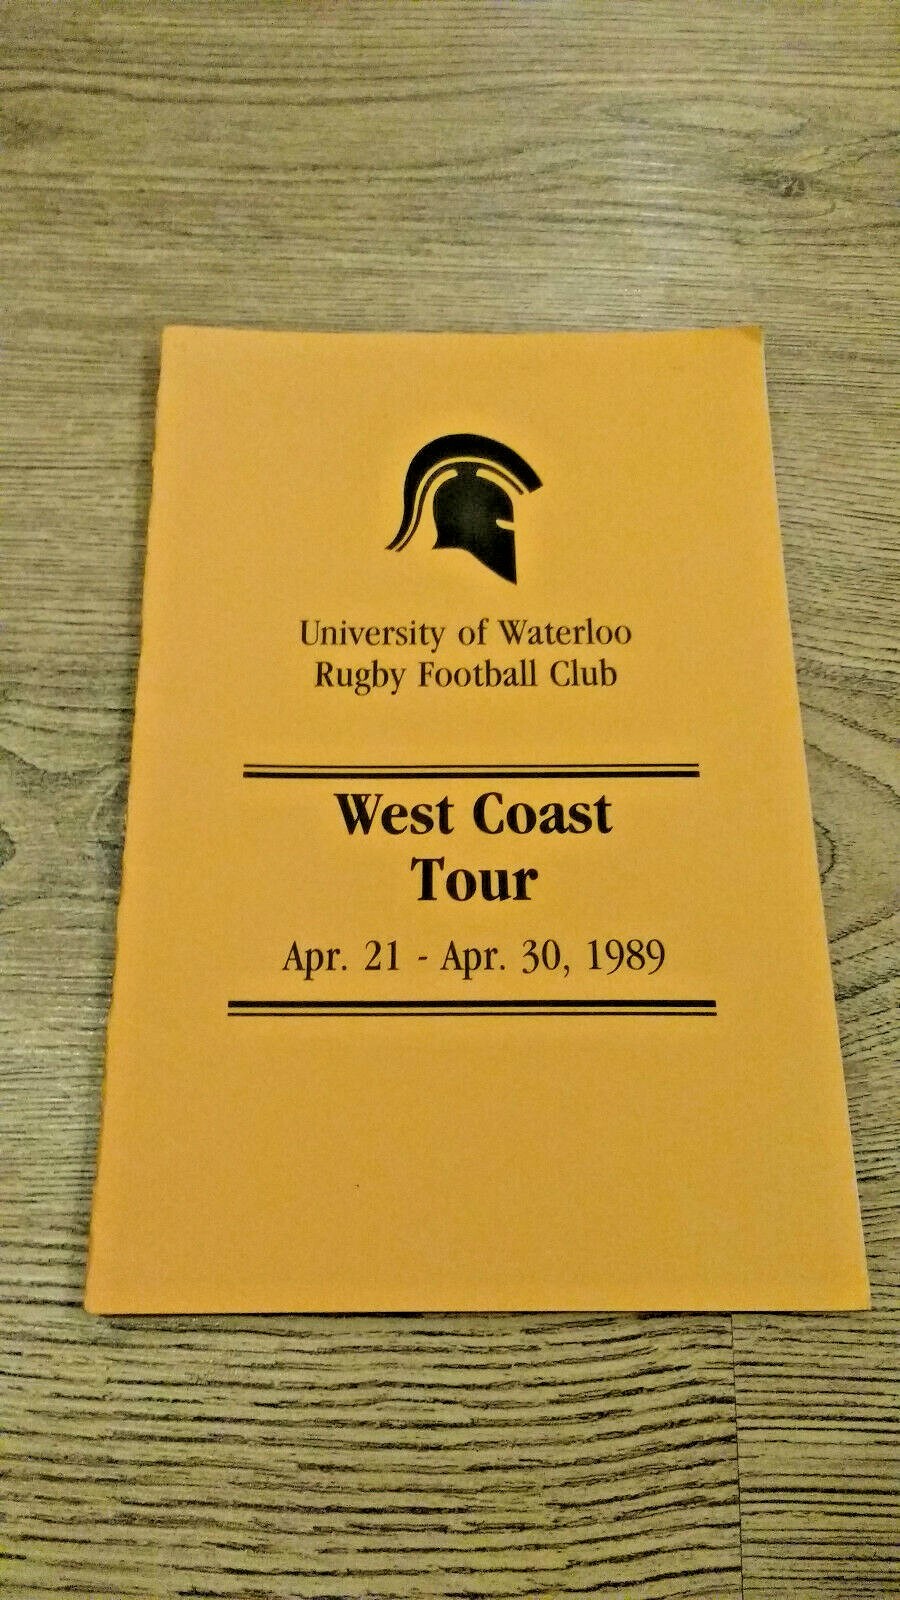 University of Waterloo
Rugby Football Club
West Coast
Tour
Apr. 21 - Apr. 30, 1989